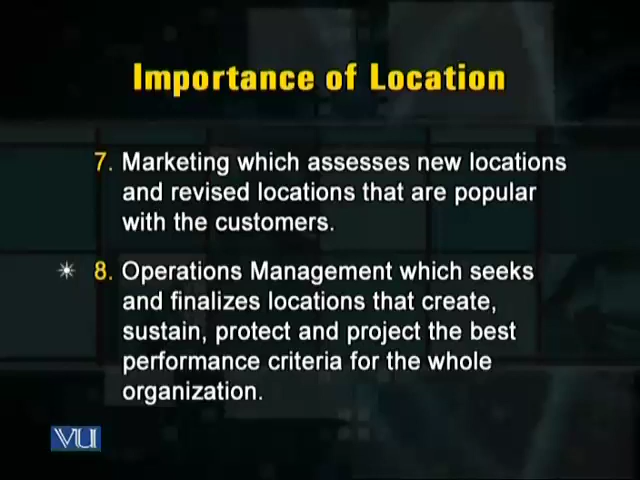 Importance of Location
7. Marketing which assesses new locations
and revised locations that are popular
with the customers.
8. Operations Management which seeks
and finalizes locations that create,
sustain, protect and project the best
performance criteria for the whole
organization.
VU